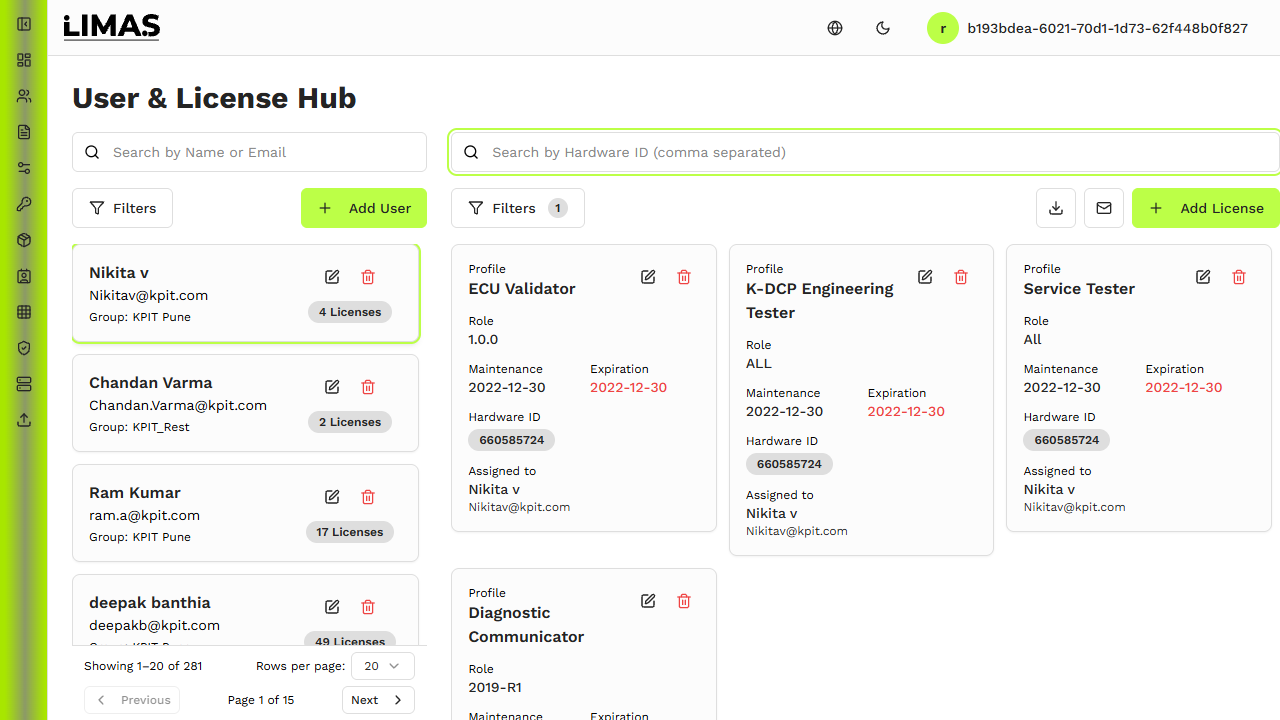 LIMAS
r
b193bdea-6021-70d1-1d73-62f448b0f827
User & License Hub
Search by Name or Email
Search by Hardware ID (comma separated)
Filters
Add User
Filters 1
Add License
Nikita v
Nikitav@kpit.com
Group: KPIT Pune
4 Licenses
Chandan Varma
Chandan.Varma@kpit.com
Group: KPIT_Rest
2 Licenses
Ram Kumar
ram.a@kpit.com
Group: KPIT Pune
17 Licenses
deepak banthia
deepakb@kpit.com
49 Licenses
Showing 1–20 of 281
Rows per page: 20
Previous
Page 1 of 15
Next
Profile
ECU Validator
Role
1.0.0
Maintenance Expiration
2022-12-30 2022-12-30
Hardware ID
660585724
Assigned to
Nikita v
Nikitav@kpit.com
Profile
K-DCP Engineering
Tester
Role
ALL
Maintenance Expiration
2022-12-30 2022-12-30
Hardware ID
660585724
Assigned to
Nikita v
Nikitav@kpit.com
Profile
Service Tester
Role
All
Maintenance Expiration
2022-12-30 2022-12-30
Hardware ID
660585724
Assigned to
Nikita v
Nikitav@kpit.com
Profile
Diagnostic
Communicator
Role
2019-R1
Maintenance Expiration